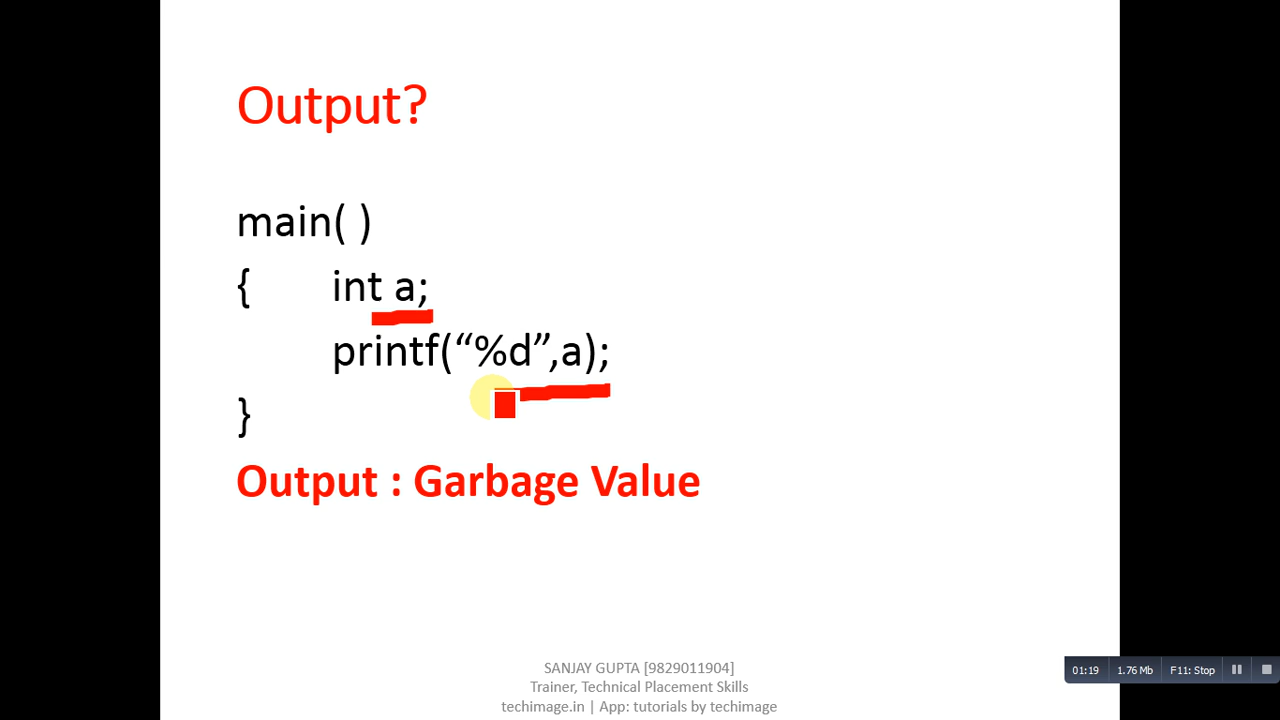 Output?
main( )
{ int a;
printf(“%d”,a);
}
Output : Garbage Value
SANJAY GUPTA [9829011904]
Trainer, Technical Placement Skills
techimage.in | App: tutorials by techimage
01:19 1.76 Mb F11: Stop